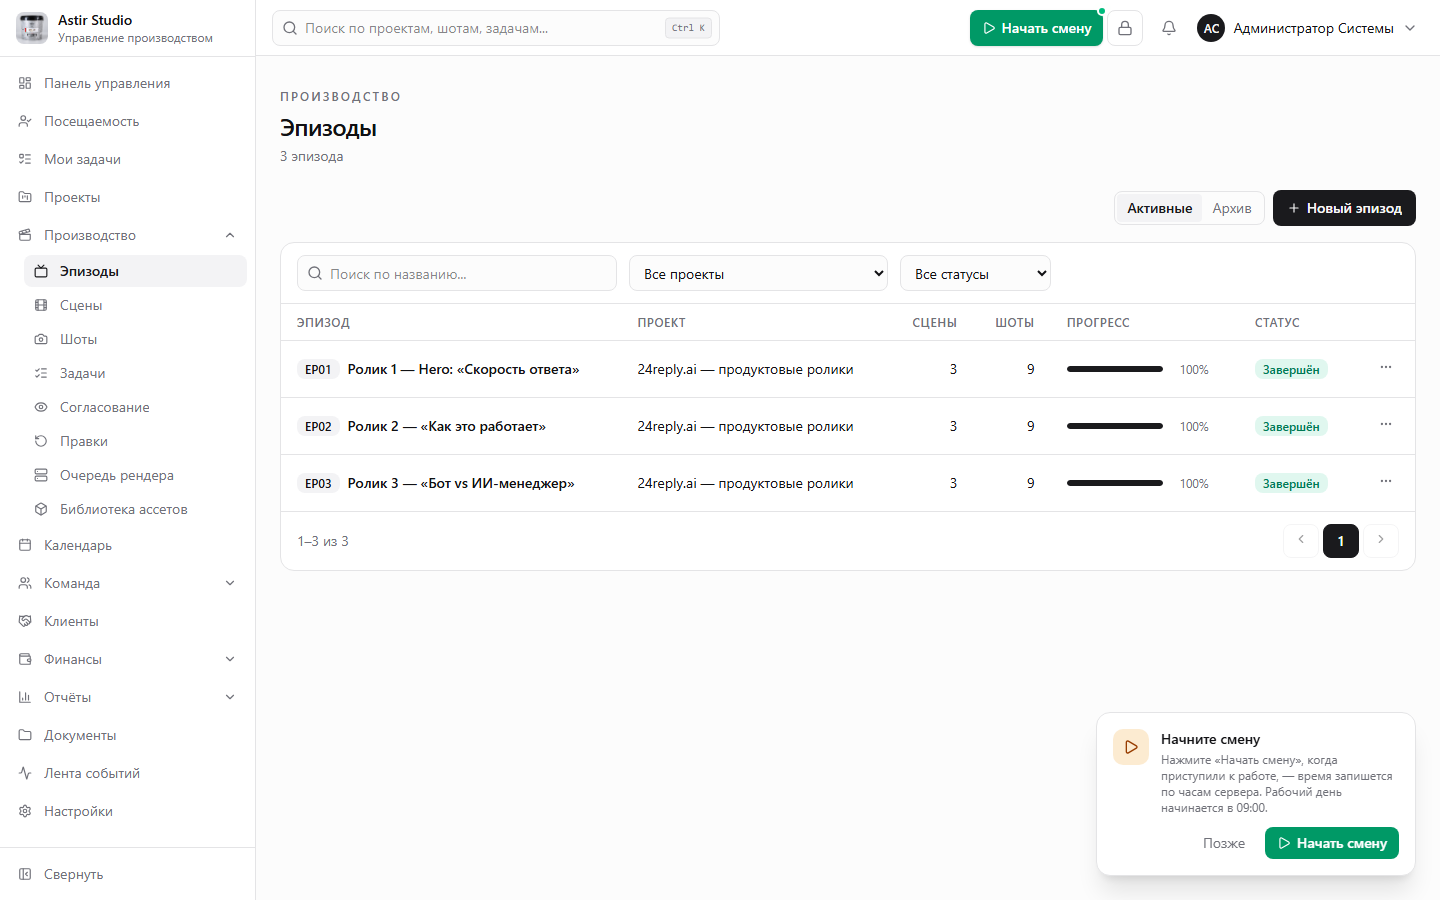 Astir Studio
Управление производством
Поиск по проектам, шотам, задачам...
Ctrl K
Начать смену
АС
Администратор Системы
Панель управления
Посещаемость
Мои задачи
Проекты
Производство
Эпизоды
Сцены
Шоты
Задачи
Согласование
Правки
Очередь рендера
Библиотека ассетов
Календарь
Команда
Клиенты
Финансы
Отчёты
Документы
Лента событий
Настройки
Свернуть
ПРОИЗВОДСТВО
Эпизоды
3 эпизода
Активные
Архив
+ Новый эпизод
Поиск по названию...
Все проекты
Все статусы
ЭПИЗОД ПРОЕКТ СЦЕНЫ ШОТЫ ПРОГРЕСС СТАТУС
EP01 Ролик 1 — Hero: «Скорость ответа» 24reply.ai — продуктовые ролики 3 9 100% Завершён ...
EP02 Ролик 2 — «Как это работает» 24reply.ai — продуктовые ролики 3 9 100% Завершён ...
EP03 Ролик 3 — «Бот vs ИИ-менеджер» 24reply.ai — продуктовые ролики 3 9 100% Завершён ...
1–3 из 3
1
Начните смену
Нажмите «Начать смену», когда
приступили к работе, — время запишется
по часам сервера. Рабочий день
начинается в 09:00.
Позже
Начать смену